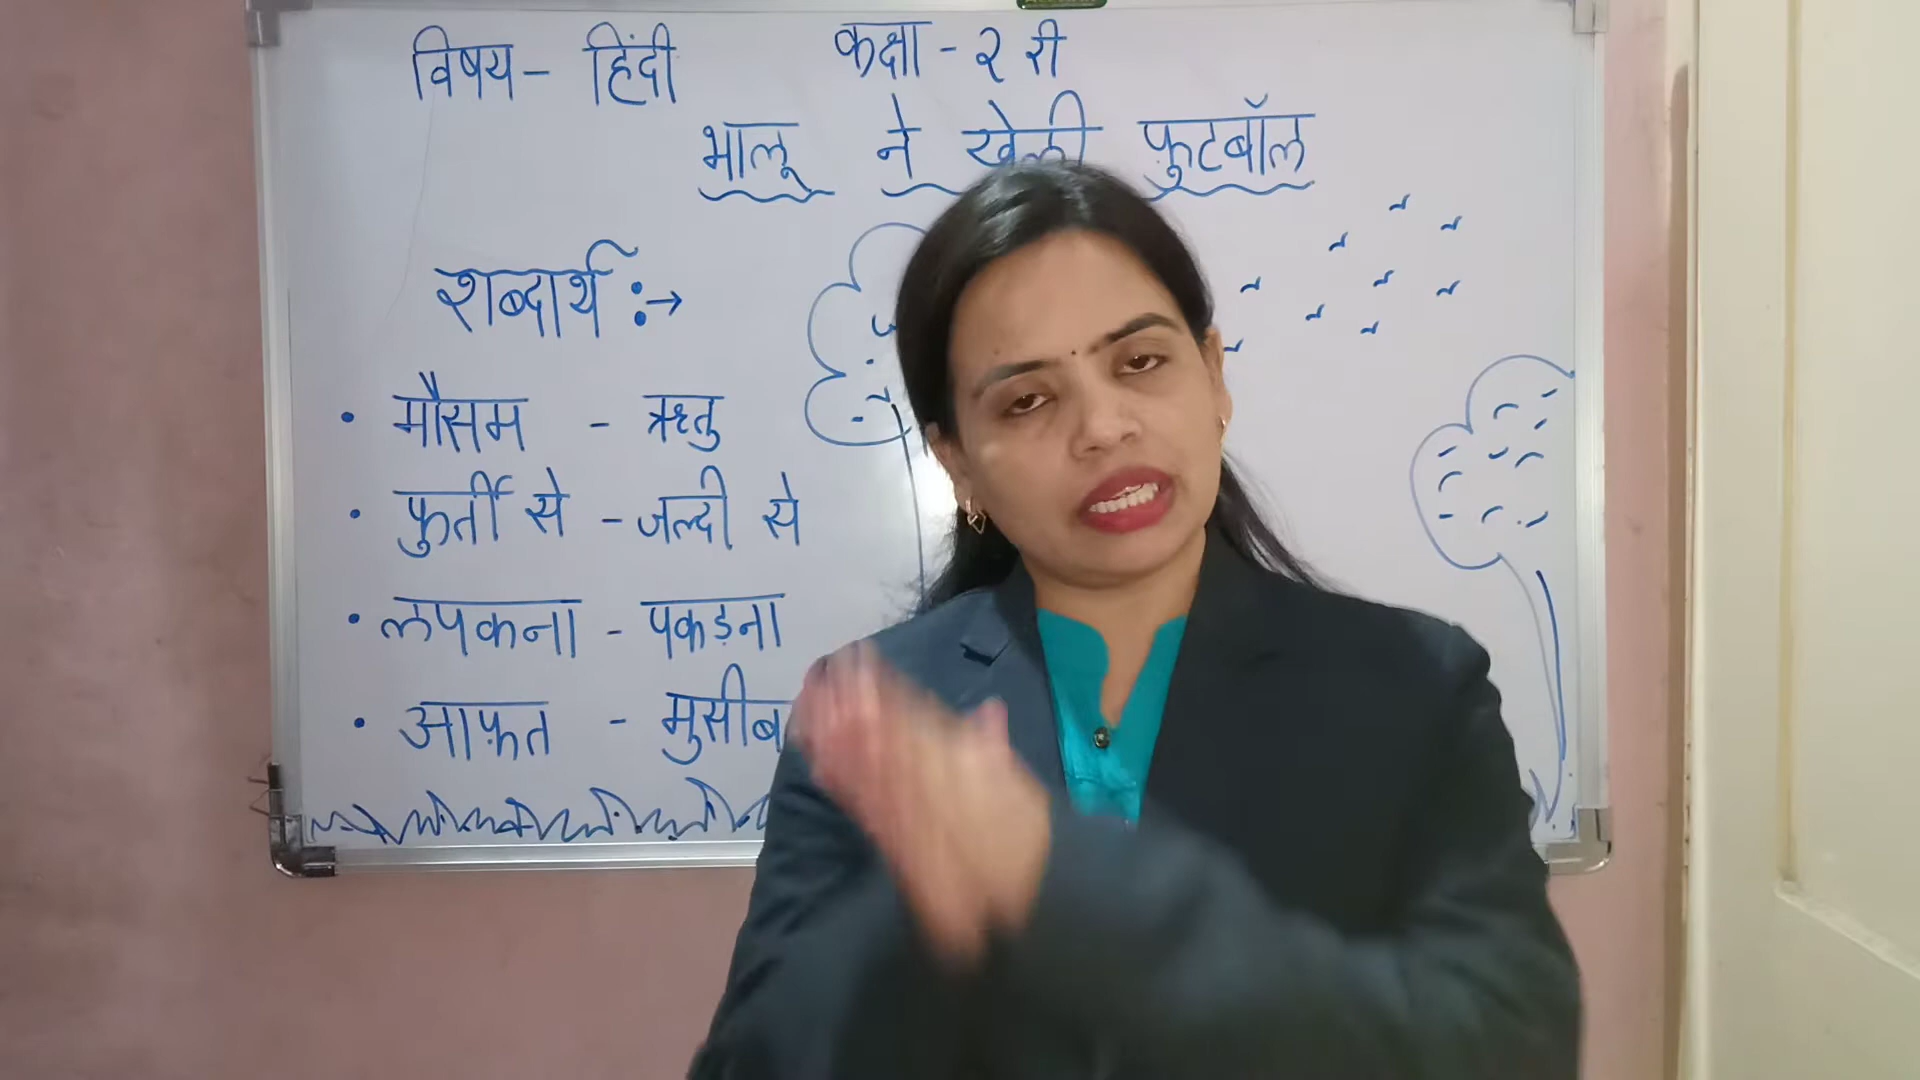 विषय- हिंदी कक्षा - २ री
भालू ने खेली फ़ुटबॉल
शब्दार्थ :→
• मौसम - ऋतु
• फुर्ती से - जल्दी से
• लपकना - पकड़ना
• आफ़त -